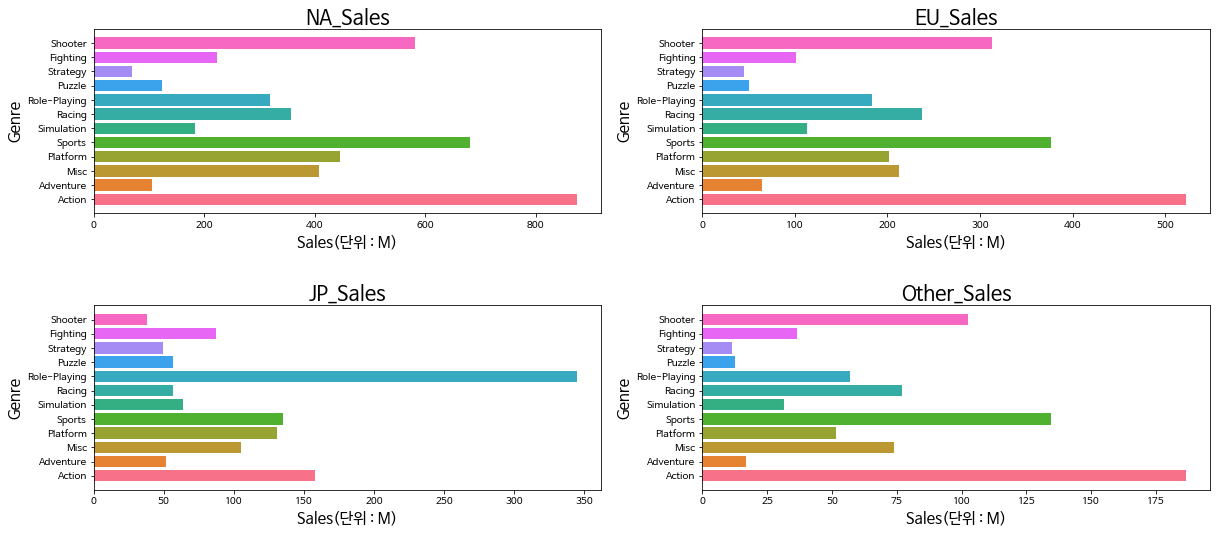 NA_Sales
Genre
Shooter
Fighting
Strategy
Puzzle
Role-Playing
Racing
Simulation
Sports
Platform
Misc
Adventure
Action
0 200 400 600 800
Sales(단위 : M)
EU_Sales
Genre
Shooter
Fighting
Strategy
Puzzle
Role-Playing
Racing
Simulation
Sports
Platform
Misc
Adventure
Action
0 100 200 300 400 500
Sales(단위 : M)
JP_Sales
Genre
Shooter
Fighting
Strategy
Puzzle
Role-Playing
Racing
Simulation
Sports
Platform
Misc
Adventure
Action
0 50 100 150 200 250 300 350
Sales(단위 : M)
Other_Sales
Genre
Shooter
Fighting
Strategy
Puzzle
Role-Playing
Racing
Simulation
Sports
Platform
Misc
Adventure
Action
0 25 50 75 100 125 150 175
Sales(단위 : M)